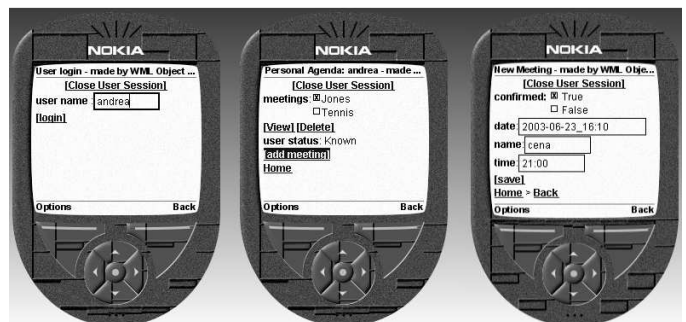 NOKIA
User login - made by WML Object ...
[Close User Session]
user name : andrea
[login]
Options Back
NOKIA
Personal Agenda: andrea - made ...
[Close User Session]
meetings: Jones
Tennis
[View] [Delete]
user status: Known
[add meeting]
Home
Options Back
NOKIA
New Meeting - made by WML Obje...
[Close User Session]
confirmed: True
False
date: 2003-06-23_16:10
name: cena
time: 21:00
[save]
Home > Back
Options Back